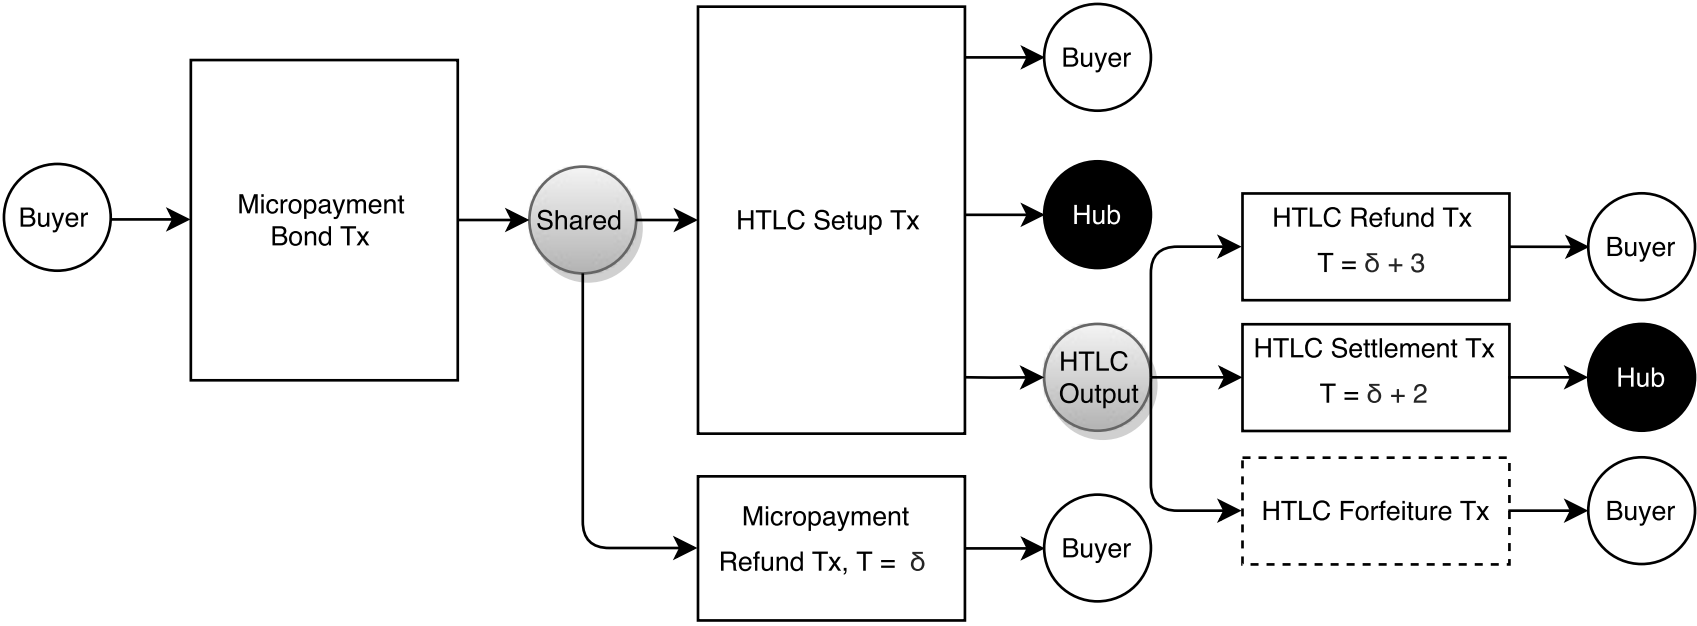 Buyer
Micropayment
Bond Tx
Shared
HTLC Setup Tx
Buyer
Hub
HTLC
Output
HTLC Refund Tx
T = δ + 3
Buyer
HTLC Settlement Tx
T = δ + 2
Hub
HTLC Forfeiture Tx
Buyer
Micropayment
Refund Tx, T = δ
Buyer